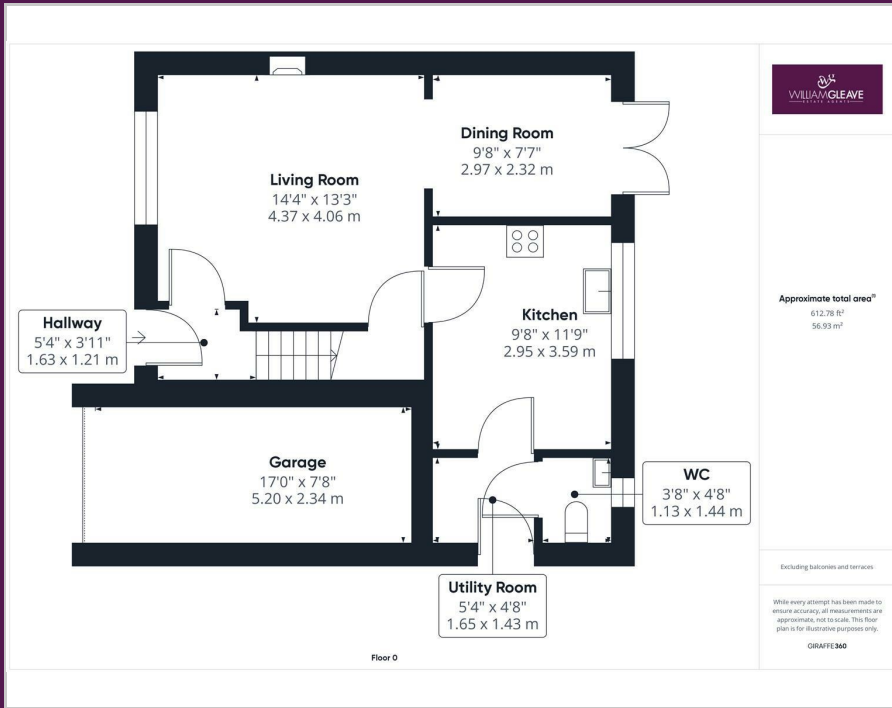 Living Room
14'4" x 13'3"
4.37 x 4.06 m
Dining Room
9'8" x 7'7"
2.97 x 2.32 m
Kitchen
9'8" x 11'9"
2.95 x 3.59 m
Hallway
5'4" x 3'11"
1.63 x 1.21 m
Garage
17'0" x 7'8"
5.20 x 2.34 m
WC
3'8" x 4'8"
1.13 x 1.44 m
Utility Room
5'4" x 4'8"
1.65 x 1.43 m
Floor 0
WILLIAMGLEAVE
ESTATE AGENTS
Approximate total area⁽¹⁾
612.78 ft²
56.93 m²
Excluding balconies and terraces
While every attempt has been made to
ensure accuracy, all measurements are
approximate, not to scale. This floor
plan is for illustrative purposes only.
GIRAFFE360